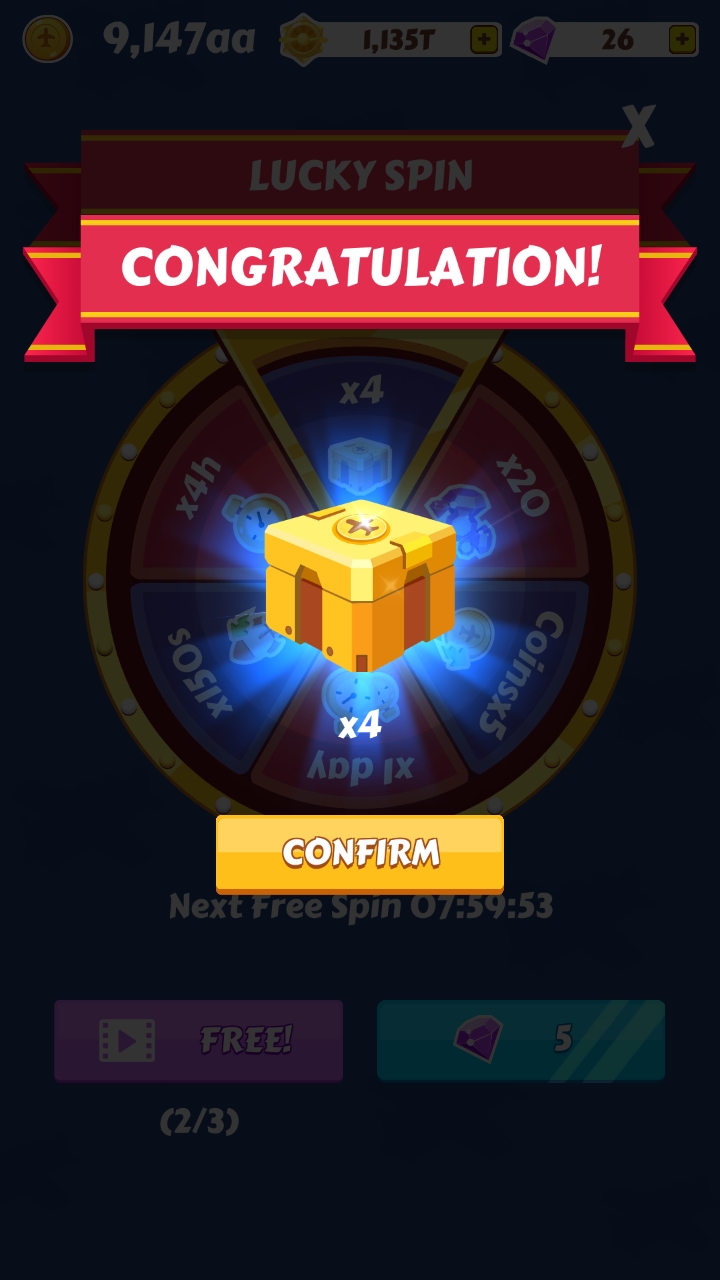 9,147aa 1,135T + 26 +
X
LUCKY SPIN
CONGRATULATION!
x4
x4h
x20
x150s
Coinsx5
x4
x1 day
CONFIRM
Next Free Spin 07:59:53
FREE! 5
(2/3)